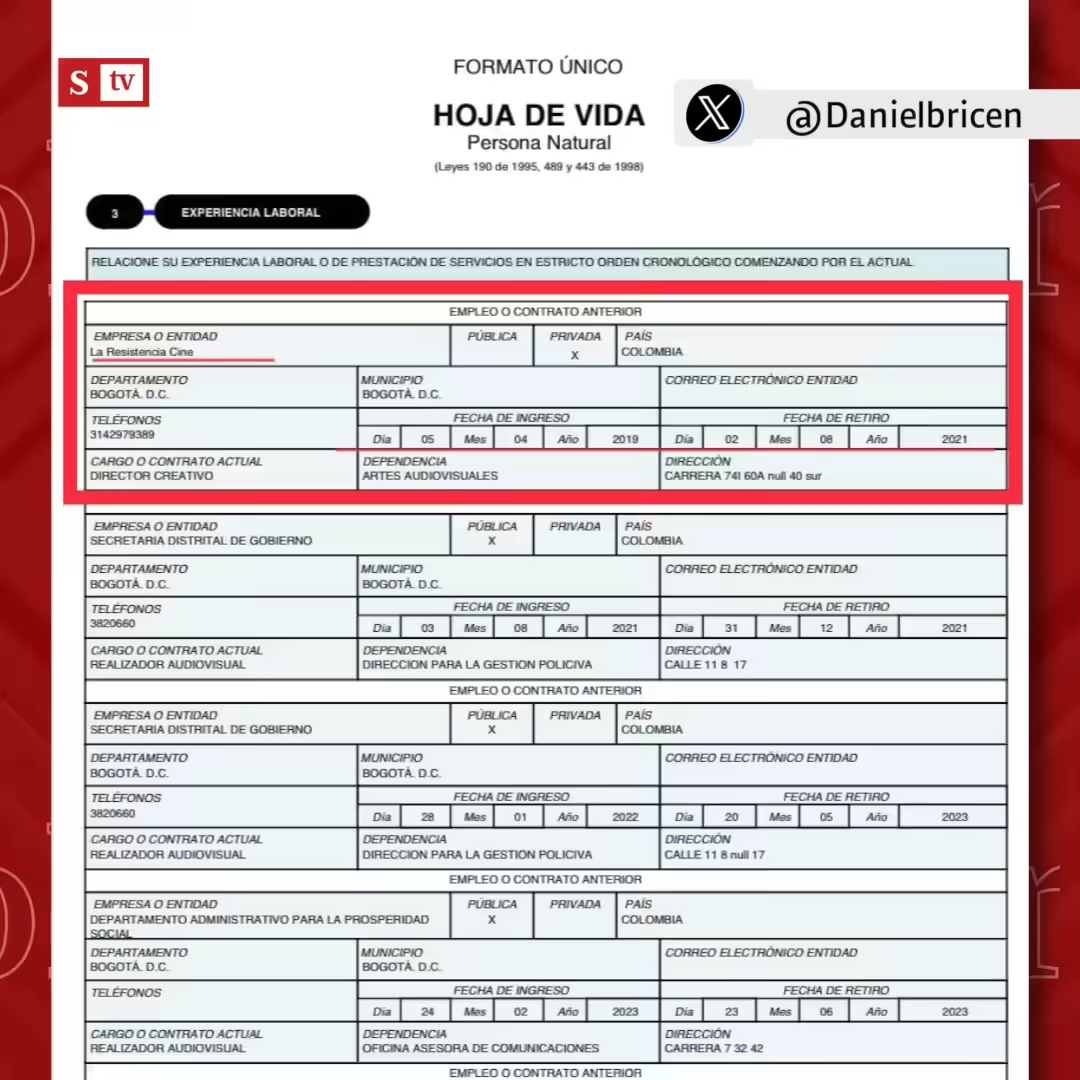 S tv
FORMATO ÚNICO
HOJA DE VIDA
@Danielbricen
Persona Natural
(Leyes 190 de 1995, 489 y 443 de 1998)
3 EXPERIENCIA LABORAL
RELACIONE SU EXPERIENCIA LABORAL O DE PRESTACIÓN DE SERVICIOS EN ESTRICTO ORDEN CRONOLÓGICO COMENZANDO POR EL ACTUAL
EMPLEO O CONTRATO ANTERIOR
EMPRESA O ENTIDAD PÚBLICA PRIVADA PAÍS
La Resistencia Cine X COLOMBIA
DEPARTAMENTO MUNICIPIO CORREO ELECTRÓNICO ENTIDAD
BOGOTÁ. D.C. BOGOTÁ. D.C.
TELÉFONOS FECHA DE INGRESO FECHA DE RETIRO
3142979389
Día 05 Mes 04 Año 2019 Día 02 Mes 08 Año 2021
CARGO O CONTRATO ACTUAL DEPENDENCIA DIRECCIÓN
DIRECTOR CREATIVO ARTES AUDIOVISUALES CARRERA 74I 60A null 40 sur
EMPRESA O ENTIDAD PÚBLICA PRIVADA PAÍS
SECRETARIA DISTRITAL DE GOBIERNO X COLOMBIA
DEPARTAMENTO MUNICIPIO CORREO ELECTRÓNICO ENTIDAD
BOGOTÁ. D.C. BOGOTÁ. D.C.
TELÉFONOS FECHA DE INGRESO FECHA DE RETIRO
3820660
Día 03 Mes 08 Año 2021 Día 31 Mes 12 Año 2021
CARGO O CONTRATO ACTUAL DEPENDENCIA DIRECCIÓN
REALIZADOR AUDIOVISUAL DIRECCION PARA LA GESTION POLICIVA CALLE 11 8 17
EMPLEO O CONTRATO ANTERIOR
EMPRESA O ENTIDAD PÚBLICA PRIVADA PAÍS
SECRETARIA DISTRITAL DE GOBIERNO X COLOMBIA
DEPARTAMENTO MUNICIPIO CORREO ELECTRÓNICO ENTIDAD
BOGOTÁ. D.C. BOGOTÁ. D.C.
TELÉFONOS FECHA DE INGRESO FECHA DE RETIRO
3820660
Día 28 Mes 01 Año 2022 Día 20 Mes 05 Año 2023
CARGO O CONTRATO ACTUAL DEPENDENCIA DIRECCIÓN
REALIZADOR AUDIOVISUAL DIRECCION PARA LA GESTION POLICIVA CALLE 11 8 null 17
EMPLEO O CONTRATO ANTERIOR
EMPRESA O ENTIDAD PÚBLICA PRIVADA PAÍS
DEPARTAMENTO ADMINISTRATIVO PARA LA PROSPERIDAD X COLOMBIA
SOCIAL
DEPARTAMENTO MUNICIPIO CORREO ELECTRÓNICO ENTIDAD
BOGOTÁ. D.C. BOGOTÁ. D.C.
TELÉFONOS FECHA DE INGRESO FECHA DE RETIRO
Día 24 Mes 02 Año 2023 Día 23 Mes 06 Año 2023
CARGO O CONTRATO ACTUAL DEPENDENCIA DIRECCIÓN
REALIZADOR AUDIOVISUAL OFICINA ASESORA DE COMUNICACIONES CARRERA 7 32 42
EMPLEO O CONTRATO ANTERIOR